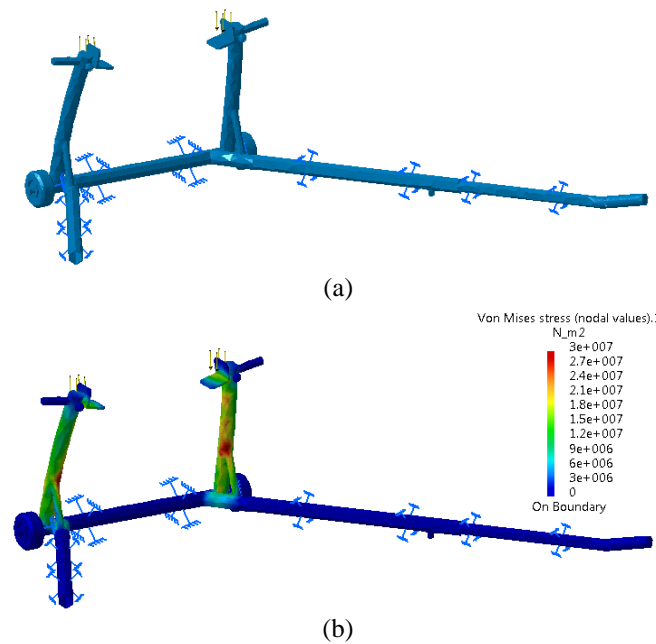 (a)
Von Mises stress (nodal values).
N_m2
3e+007
2.7e+007
2.4e+007
2.1e+007
1.8e+007
1.5e+007
1.2e+007
9e+006
6e+006
3e+006
0
On Boundary
(b)